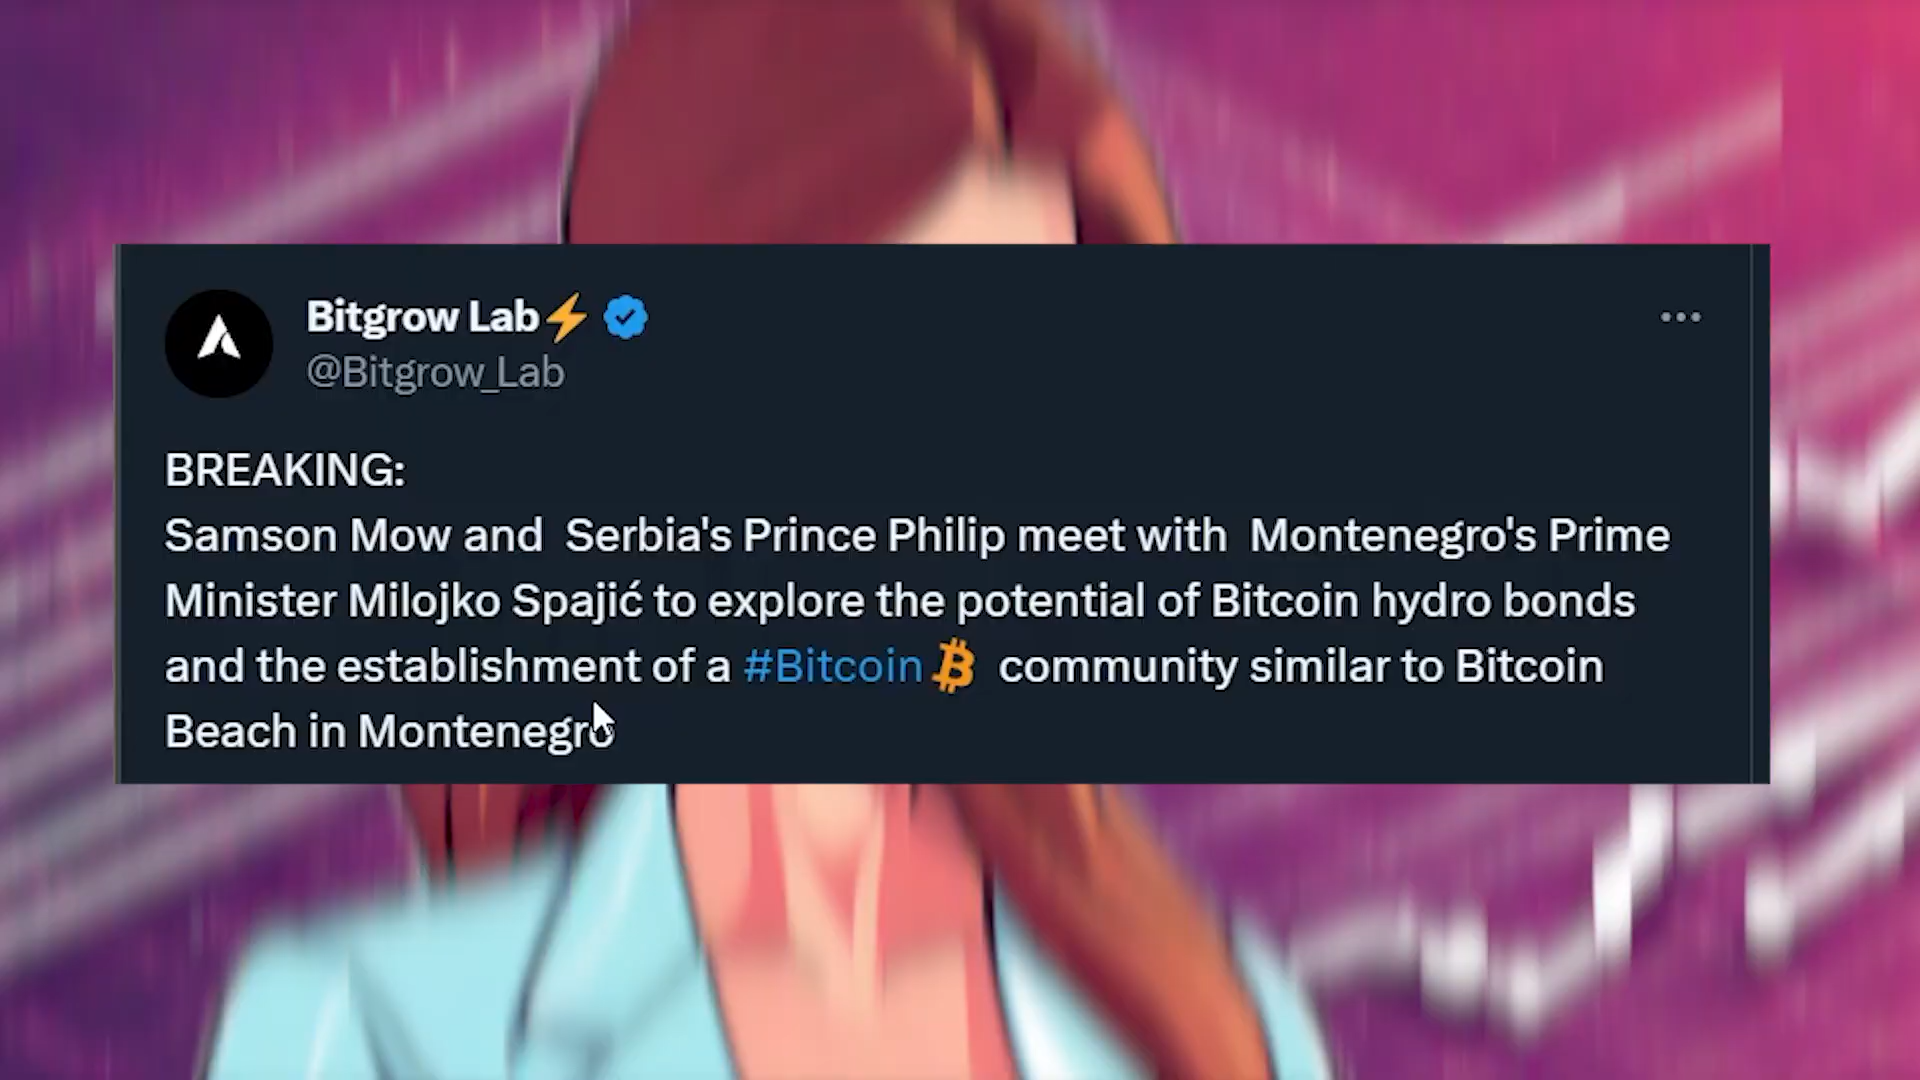 Bitgrow Lab⚡
@Bitgrow_Lab
BREAKING:
Samson Mow and Serbia's Prince Philip meet with Montenegro's Prime
Minister Milojko Spajić to explore the potential of Bitcoin hydro bonds
and the establishment of a #Bitcoin community similar to Bitcoin
Beach in Montenegro